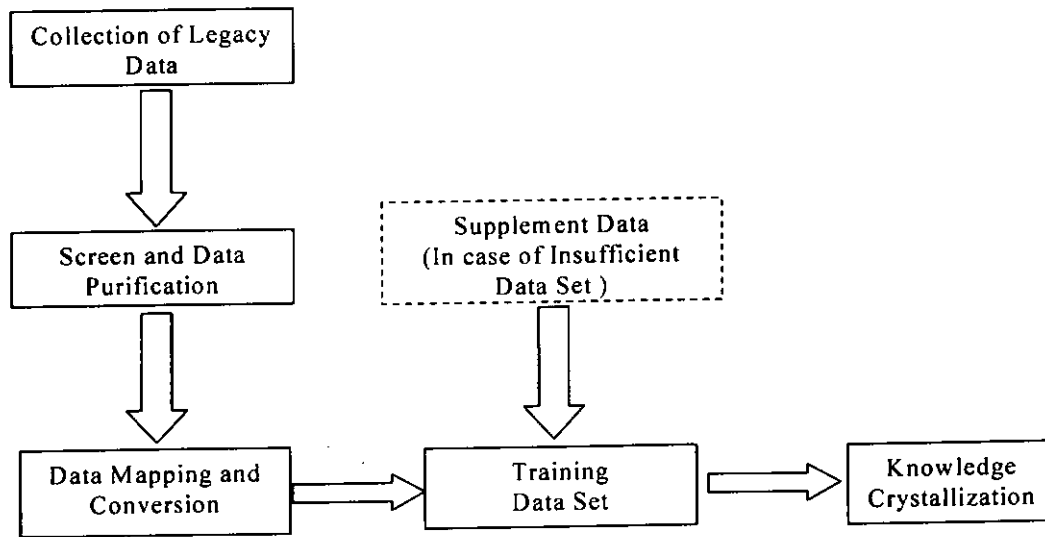 Collection of Legacy
Data
Screen and Data
Purification
Supplement Data
(In case of Insufficient
Data Set )
Data Mapping and
Conversion
Training
Data Set
Knowledge
Crystallization